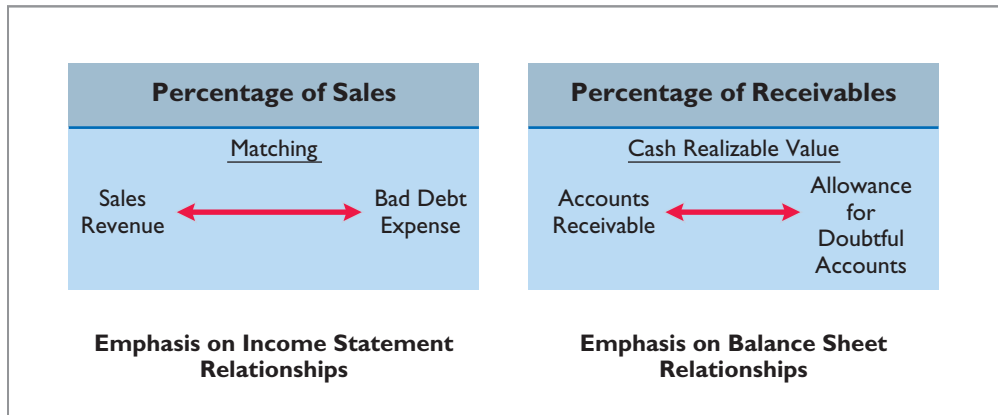 Percentage of Sales
Matching
Sales
Revenue
Bad Debt
Expense
Emphasis on Income Statement
Relationships
Percentage of Receivables
Cash Realizable Value
Accounts
Receivable
Allowance
for
Doubtful
Accounts
Emphasis on Balance Sheet
Relationships